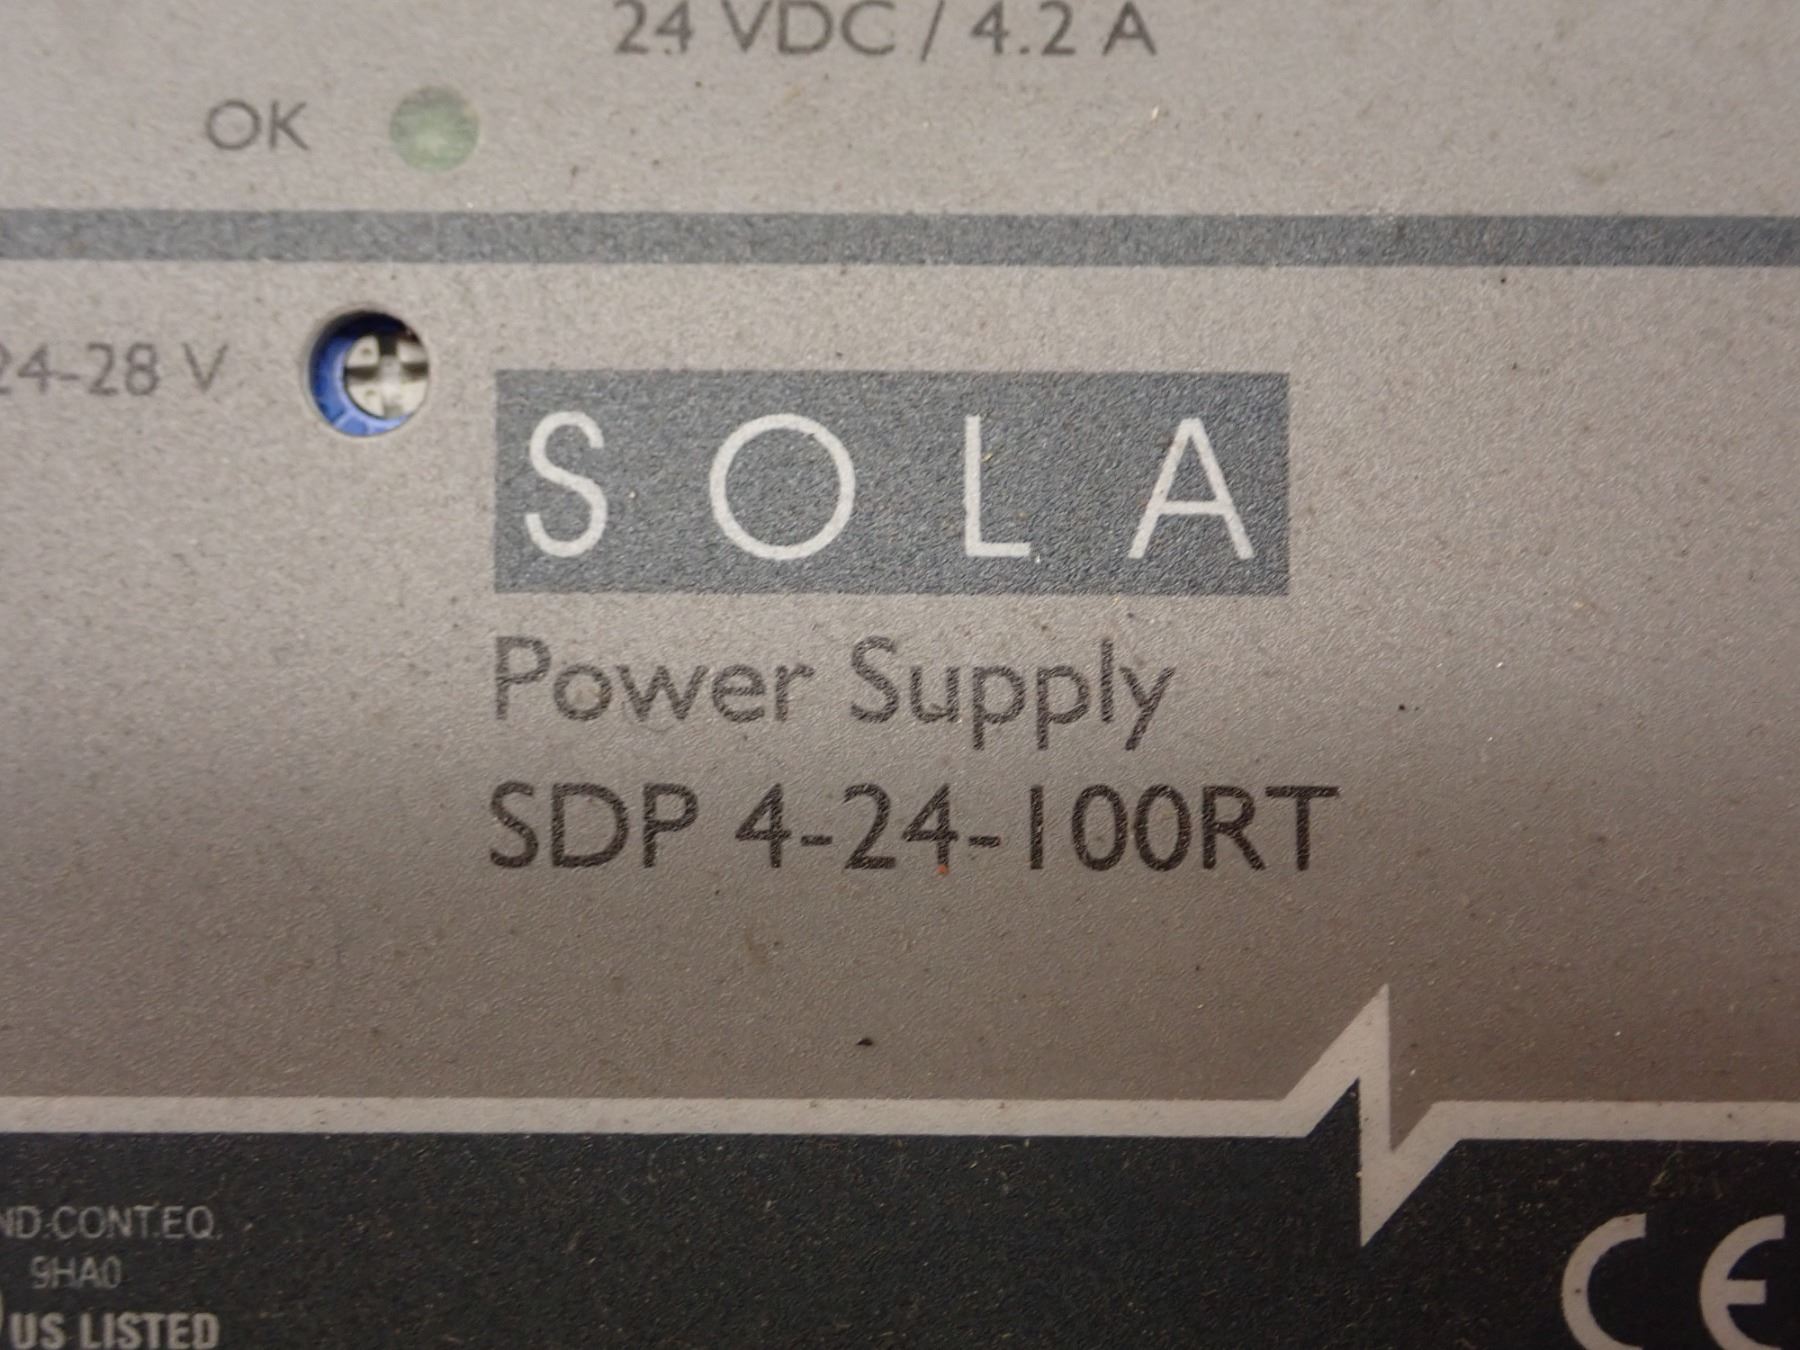 24 VDC / 4.2 A
OK
24-28 V
SOLA
Power Supply
SDP 4-24-100RT
ND.CONT.EQ.
9HA0
US LISTED
CE